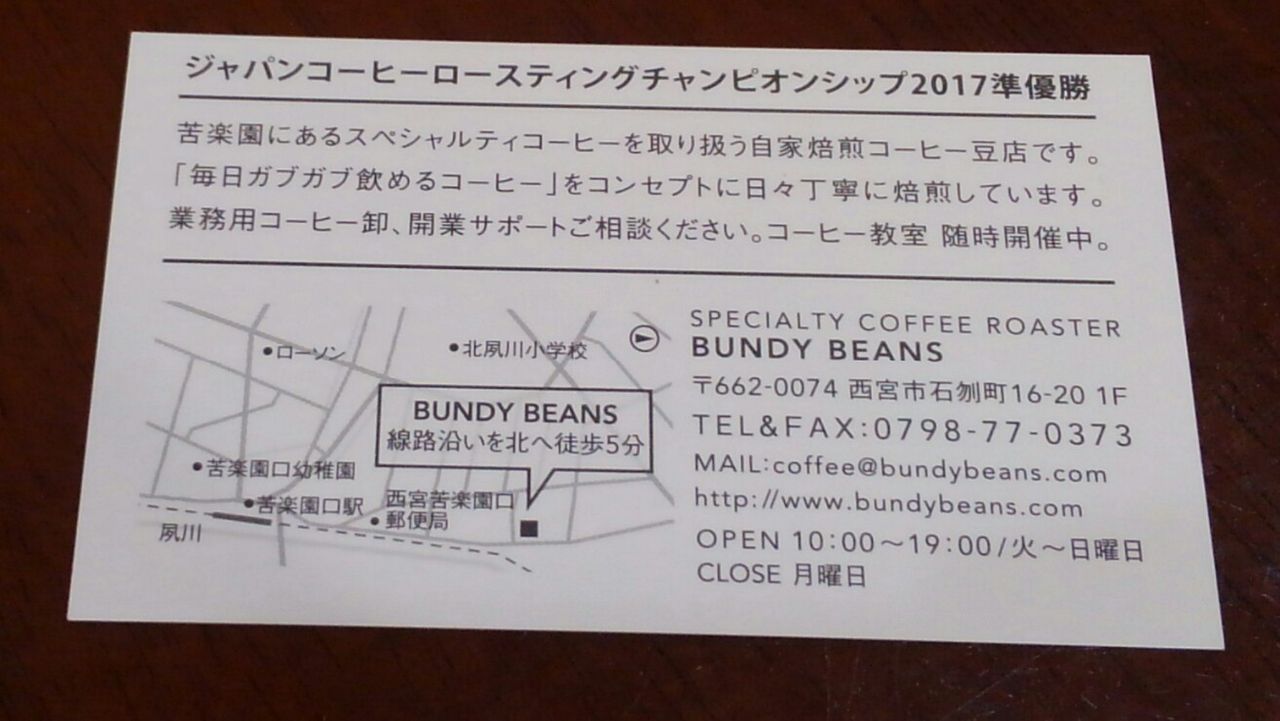 ジャパンコーヒーロースティングチャンピオンシップ2017準優勝
苦楽園にあるスペシャルティコーヒーを取り扱う自家焙煎コーヒー豆店です。
「毎日ガブガブ飲めるコーヒー」をコンセプトに日々丁寧に焙煎しています。
業務用コーヒー卸、開業サポートご相談ください。コーヒー教室 随時開催中。
•ローソン
•北夙川小学校
BUNDY BEANS
線路沿いを北へ徒歩5分
•苦楽園口幼稚園
•苦楽園口駅
•西宮苦楽園口
郵便局
夙川
SPECIALTY COFFEE ROASTER
BUNDY BEANS
〒662-0074 西宮市石刎町16-20 1F
TEL&FAX:0798-77-0373
MAIL:coffee@bundybeans.com
http://www.bundybeans.com
OPEN 10:00～19:00/火～日曜日
CLOSE 月曜日